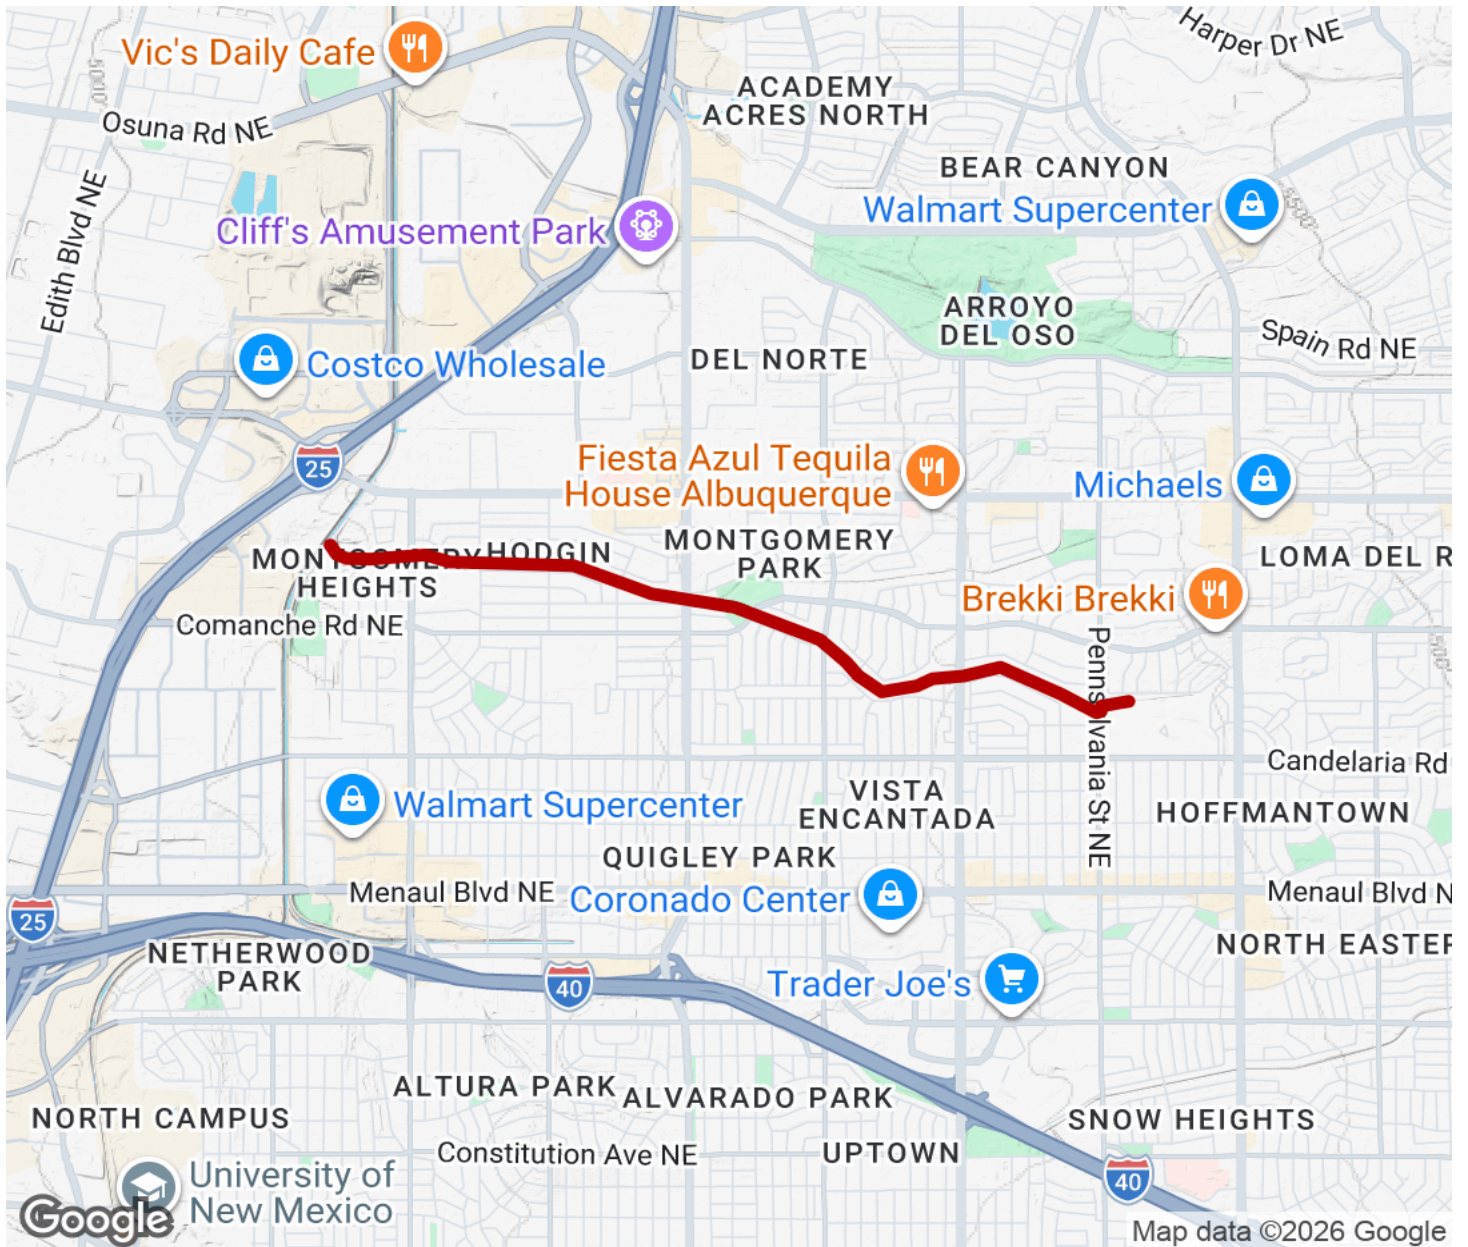 Harper Dr NE
Vic's Daily Cafe
ACADEMY
ACRES NORTH
Osuna Rd NE
BEAR CANYON
Walmart Supercenter
Edith Blvd NE
Cliff's Amusement Park
ARROYO
DEL OSO
Spain Rd NE
Costco Wholesale
DEL NORTE
25
Fiesta Azul Tequila
House Albuquerque
Michaels
MONTGOMERY
HEIGHTS
HODGIN
MONTGOMERY
PARK
LOMA DEL R
Brekki Brekki
Comanche Rd NE
Pennsylvania St NE
Candelaria Rd
VISTA
ENCANTADA
HOFFMANTOWN
Walmart Supercenter
QUIGLEY PARK
Menaul Blvd NE
Coronado Center
Menaul Blvd N
25
NETHERWOOD
PARK
NORTH EASTER
40
Trader Joe's
ALTURA PARK
ALVARADO PARK
NORTH CAMPUS
SNOW HEIGHTS
Constitution Ave NE
UPTOWN
40
University of
New Mexico
Google
Map data ©2026 Google